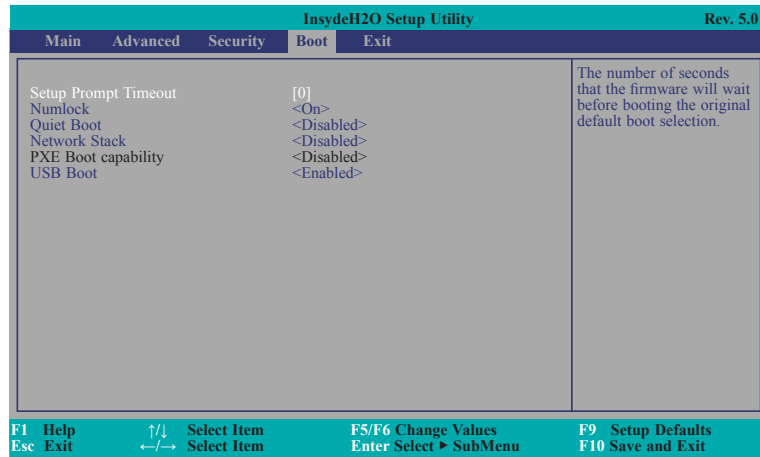 InsydeH2O Setup Utility Rev. 5.0
Main Advanced Security Boot Exit
Setup Prompt Timeout [0]
Numlock <On>
Quiet Boot <Disabled>
Network Stack <Disabled>
PXE Boot capability <Disabled>
USB Boot <Enabled>
The number of seconds
that the firmware will wait
before booting the original
default boot selection.
F1 Help ↑/↓ Select Item F5/F6 Change Values F9 Setup Defaults
Esc Exit ←/→ Select Item Enter Select ► SubMenu F10 Save and Exit